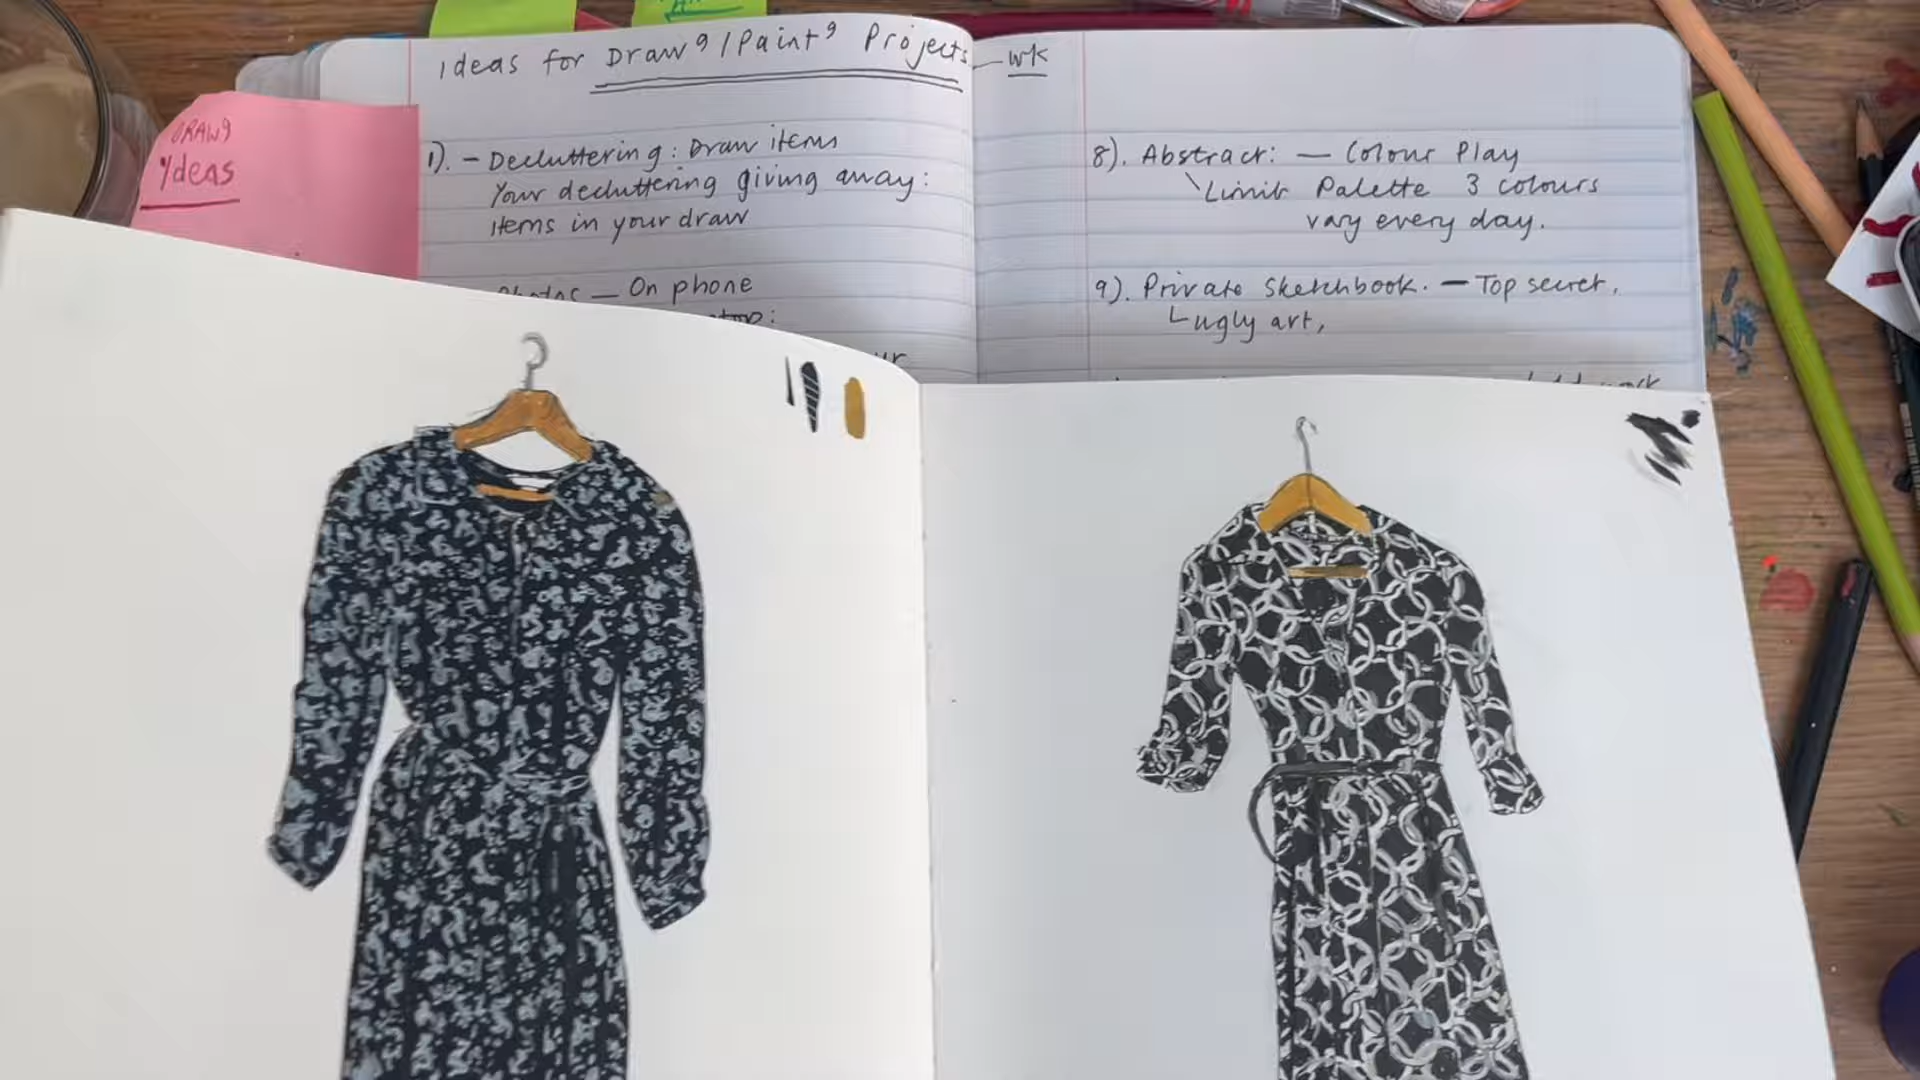 Ideas for Draw⁹/Paint⁹ Projects — wk
DRAW⁹
Ydeas
1). – Decluttering: Draw items
Your decluttering giving away:
items in your draw
Photos — On phone
8). Abstract: — Colour Play
Limit Palette 3 colours
vary every day.
9). Private Sketchbook. — Top secret.
ugly art,